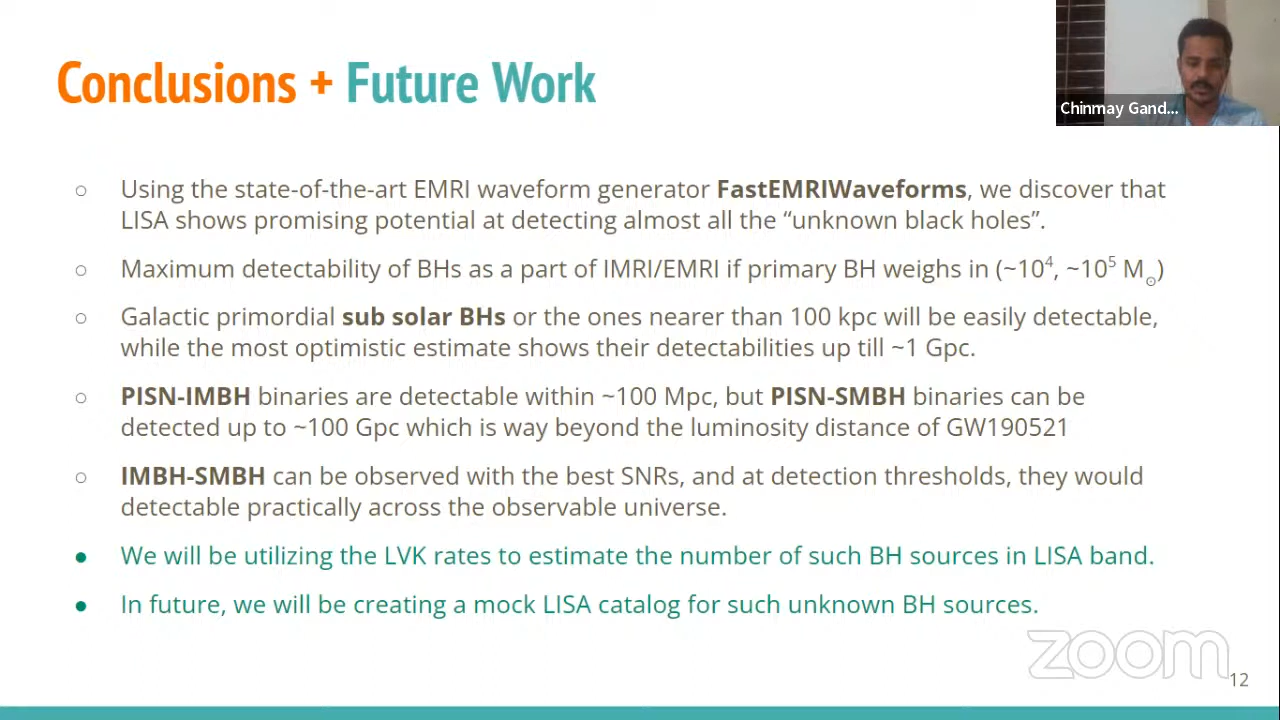 Conclusions + Future Work
Chinmay Gand...
○ Using the state-of-the-art EMRI waveform generator FastEMRIWaveforms, we discover that
LISA shows promising potential at detecting almost all the “unknown black holes”.
○ Maximum detectability of BHs as a part of IMRI/EMRI if primary BH weighs in (~10⁴, ~10⁵ M☉)
○ Galactic primordial sub solar BHs or the ones nearer than 100 kpc will be easily detectable,
while the most optimistic estimate shows their detectabilities up till ~1 Gpc.
○ PISN-IMBH binaries are detectable within ~100 Mpc, but PISN-SMBH binaries can be
detected up to ~100 Gpc which is way beyond the luminosity distance of GW190521
○ IMBH-SMBH can be observed with the best SNRs, and at detection thresholds, they would
detectable practically across the observable universe.
● We will be utilizing the LVK rates to estimate the number of such BH sources in LISA band.
● In future, we will be creating a mock LISA catalog for such unknown BH sources.
zoom
12